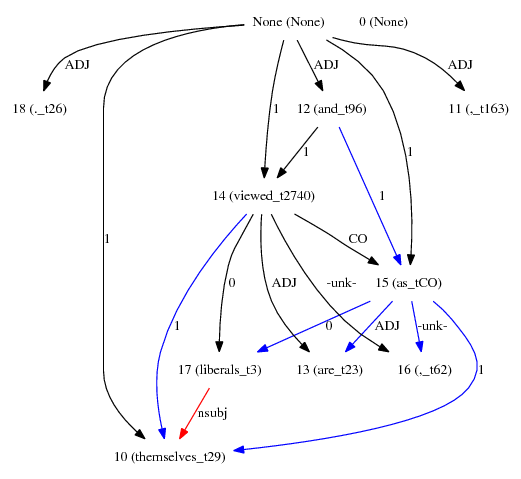 None (None) 0 (None)
ADJ ADJ ADJ
18 (._t26) 1 12 (and_t96) 11 (,_t163)
1 1
14 (viewed_t2740) 1
1 CO
0 ADJ -unk- 15 (as_tCO)
1 0 ADJ -unk-
17 (liberals_t3) 13 (are_t23) 16 (,_t62) 1
nsubj
10 (themselves_t29)